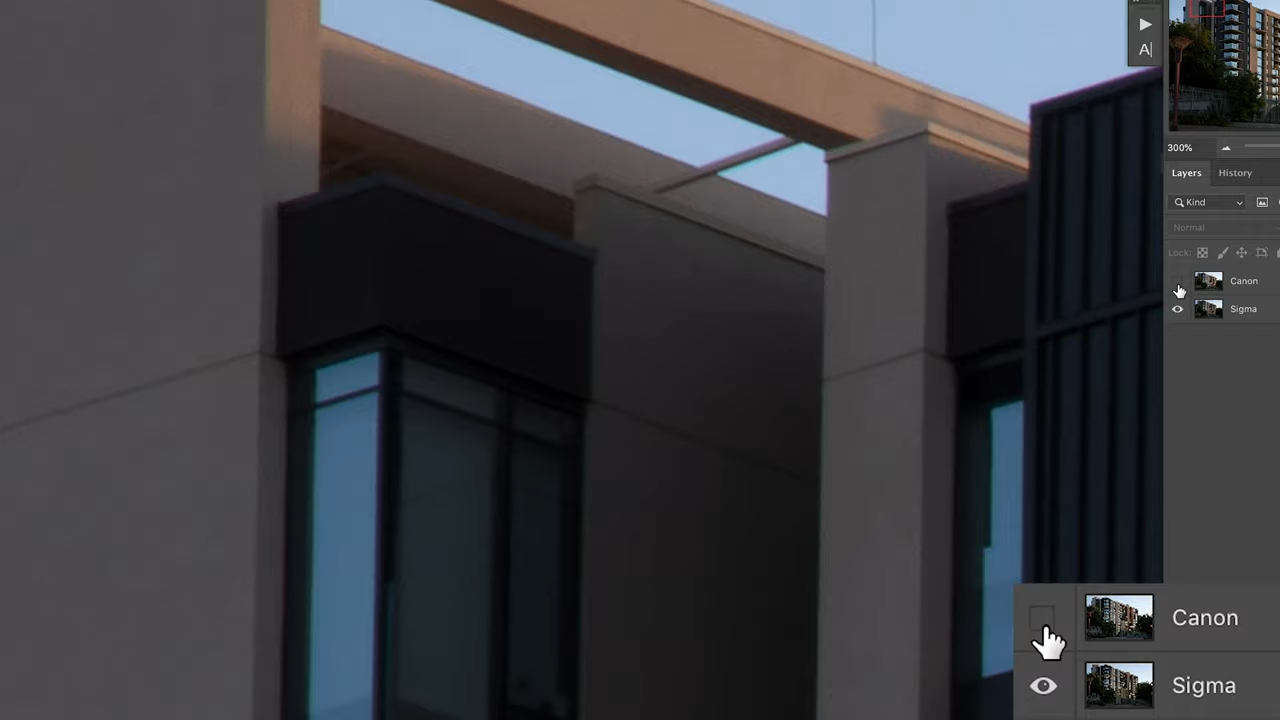 A
300%
Layers
History
Kind
Normal
Lock:
Canon
Sigma
Canon
Sigma